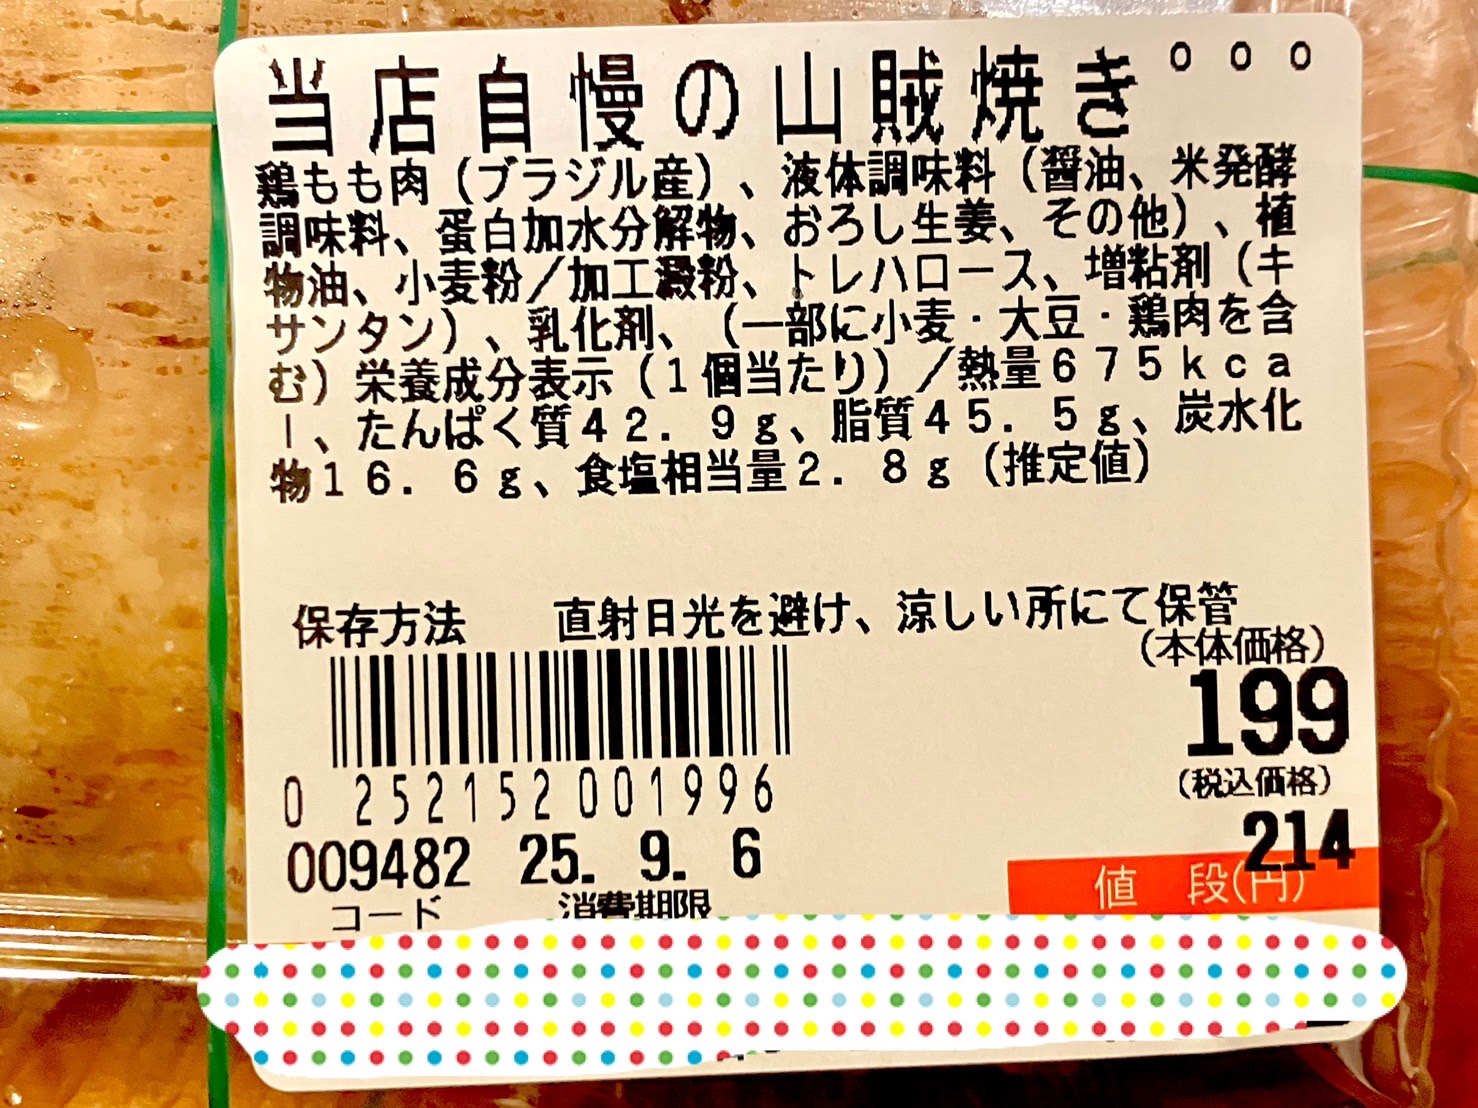 当店自慢の山賊焼き°°°
鶏もも肉（ブラジル産）、液体調味料（醤油、米発酵
調味料、蛋白加水分解物、おろし生姜、その他）、植
物油、小麦粉／加工澱粉、トレハロース、増粘剤（キ
サンタン）、乳化剤、（一部に小麦・大豆・鶏肉を含
む）栄養成分表示（1個当たり）／熱量675kca
l、たんぱく質42．9g、脂質45．5g、炭水化
物16．6g、食塩相当量2．8g（推定値）
保存方法　直射日光を避け、涼しい所にて保管
(本体価格)
199
(税込価格)
214
値　段(円)
0 252152 001996
009482 25. 9. 6
コード 消費期限